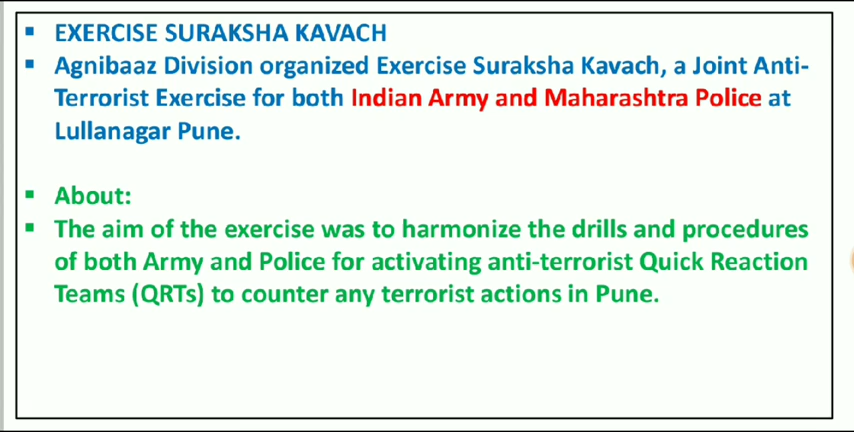 ▪ EXERCISE SURAKSHA KAVACH
▪ Agnibaaz Division organized Exercise Suraksha Kavach, a Joint Anti-
Terrorist Exercise for both Indian Army and Maharashtra Police at
Lullanagar Pune.
▪ About:
▪ The aim of the exercise was to harmonize the drills and procedures
of both Army and Police for activating anti-terrorist Quick Reaction
Teams (QRTs) to counter any terrorist actions in Pune.